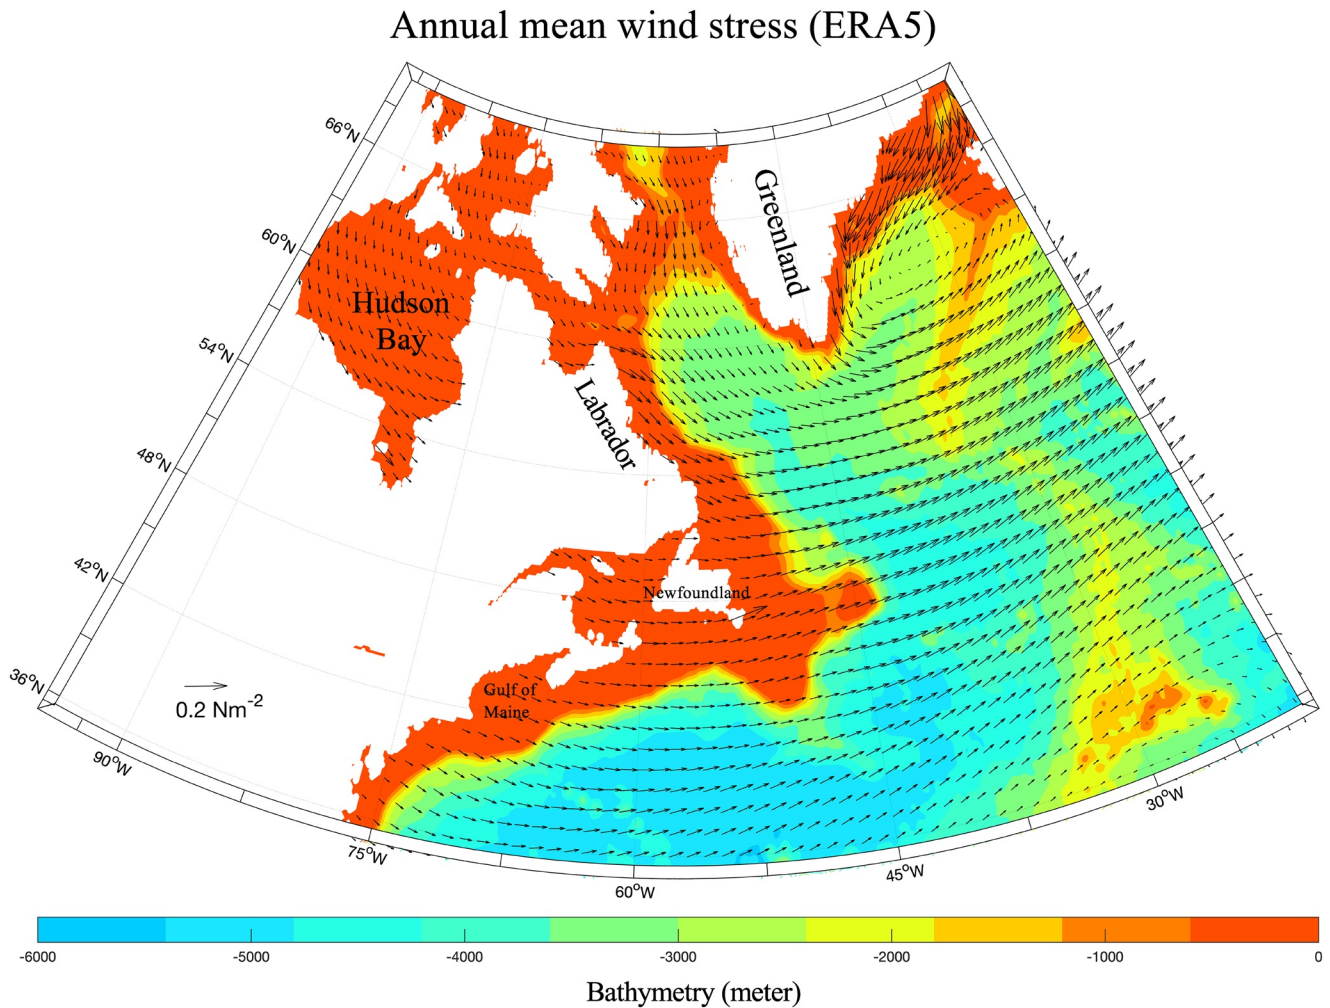 Annual mean wind stress (ERA5)
66°N
60°N
54°N
48°N
42°N
36°N
Greenland
Hudson
Bay
Labrador
Newfoundland
Gulf of
Maine
0.2 Nm⁻²
90°W
75°W
60°W
45°W
30°W
-6000 -5000 -4000 -3000 -2000 -1000 0
Bathymetry (meter)